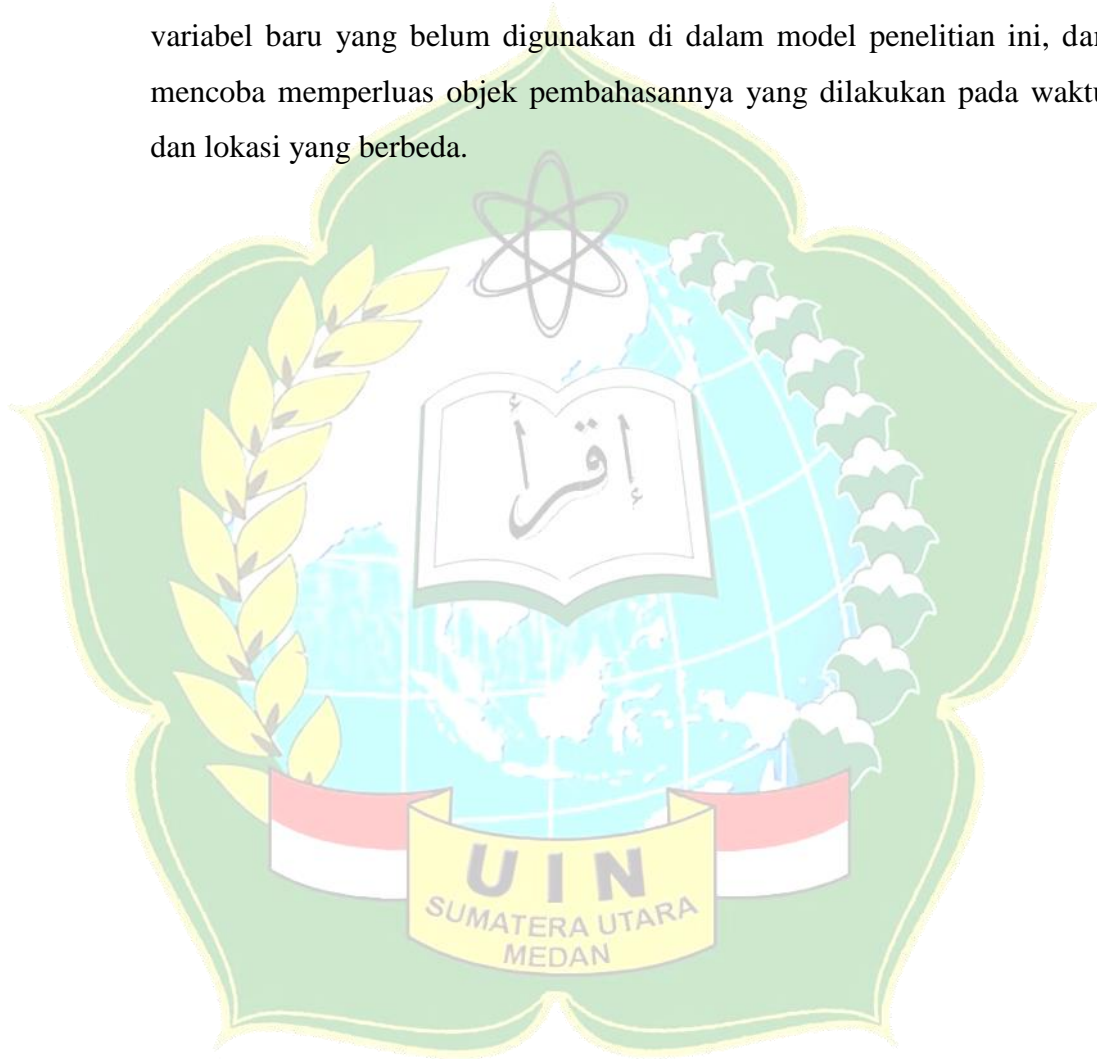 variabel baru yang belum digunakan di dalam model penelitian ini, dan
mencoba memperluas objek pembahasannya yang dilakukan pada waktu
dan lokasi yang berbeda.
إقرأ
UIN
SUMATERA UTARA
MEDAN